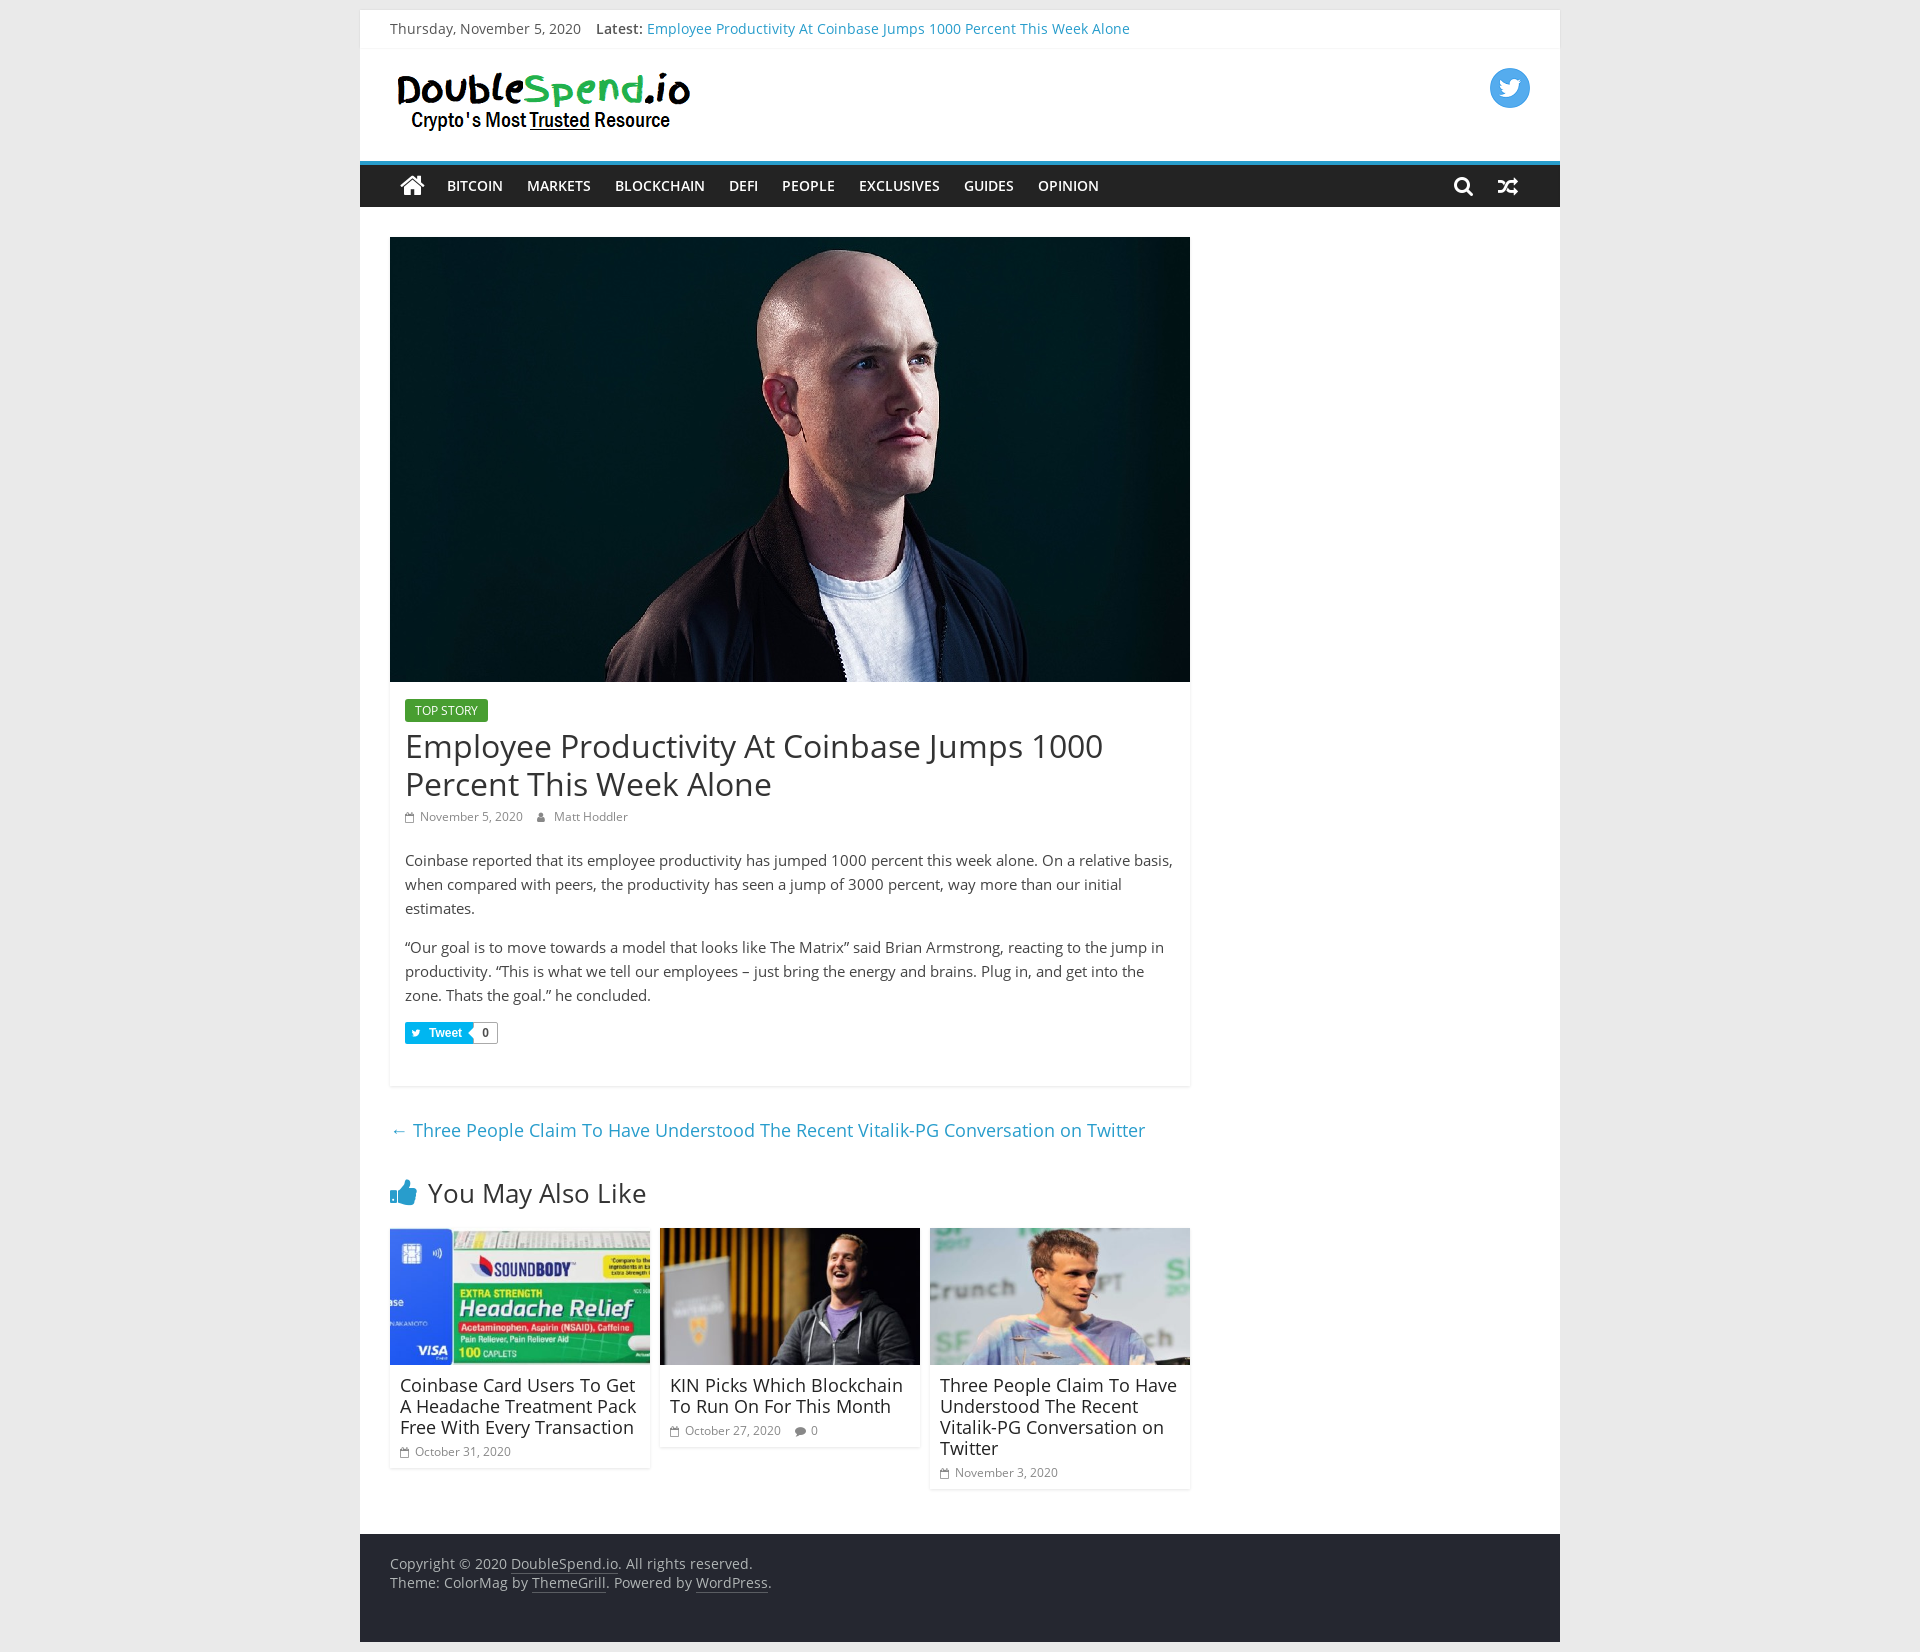 Thursday, November 5, 2020 Latest: Employee Productivity At Coinbase Jumps 1000 Percent This Week Alone
DoubleSpend.io
Crypto's Most Trusted Resource
BITCOIN MARKETS BLOCKCHAIN DEFI PEOPLE EXCLUSIVES GUIDES OPINION
TOP STORY
Employee Productivity At Coinbase Jumps 1000
Percent This Week Alone
November 5, 2020 Matt Hoddler
Coinbase reported that its employee productivity has jumped 1000 percent this week alone. On a relative basis,
when compared with peers, the productivity has seen a jump of 3000 percent, way more than our initial
estimates.
“Our goal is to move towards a model that looks like The Matrix” said Brian Armstrong, reacting to the jump in
productivity. “This is what we tell our employees – just bring the energy and brains. Plug in, and get into the
zone. Thats the goal.” he concluded.
Tweet 0
← Three People Claim To Have Understood The Recent Vitalik-PG Conversation on Twitter
You May Also Like
SOUNDBODY
EXTRA STRENGTH
Headache Relief
Acetaminophen, Aspirin (NSAID), Caffeine
Pain Reliever, Pain Reliever Aid
100 CAPLETS
NAKAMOTO
VISA
2017
Crunch
Coinbase Card Users To Get
A Headache Treatment Pack
Free With Every Transaction
October 31, 2020
KIN Picks Which Blockchain
To Run On For This Month
October 27, 2020 0
Three People Claim To Have
Understood The Recent
Vitalik-PG Conversation on
Twitter
November 3, 2020
Copyright © 2020 DoubleSpend.io. All rights reserved.
Theme: ColorMag by ThemeGrill. Powered by WordPress.